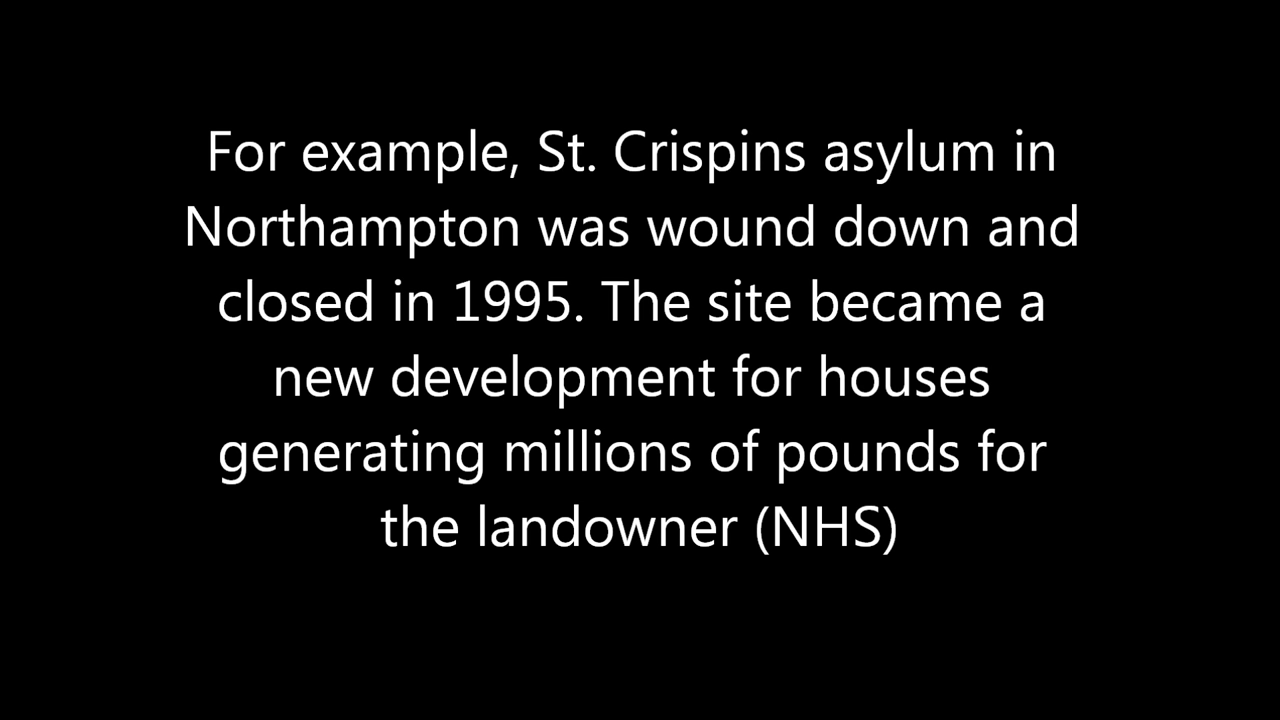 For example, St. Crispins asylum in
Northampton was wound down and
closed in 1995. The site became a
new development for houses
generating millions of pounds for
the landowner (NHS)